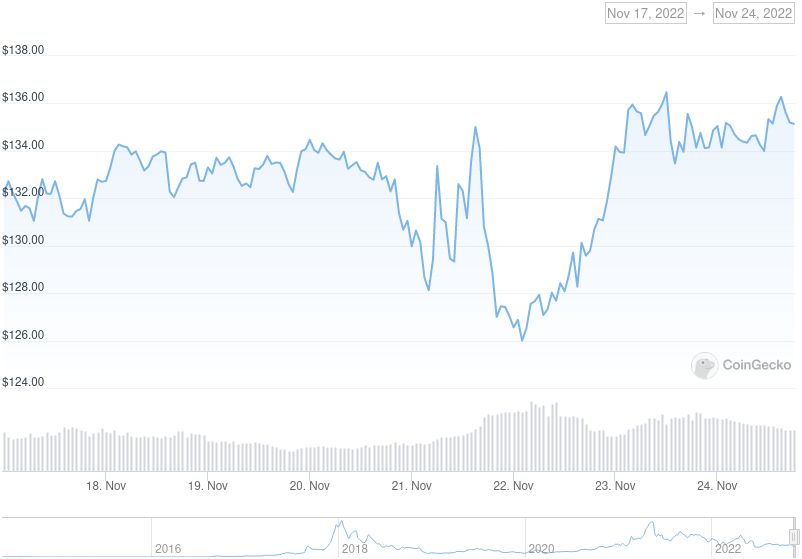 Nov 17, 2022 → Nov 24, 2022
$138.00
$136.00
$134.00
$132.00
$130.00
$128.00
$126.00
CoinGecko
$124.00
18. Nov 19. Nov 20. Nov 21. Nov 22. Nov 23. Nov 24. Nov
2016 2018 2020 2022